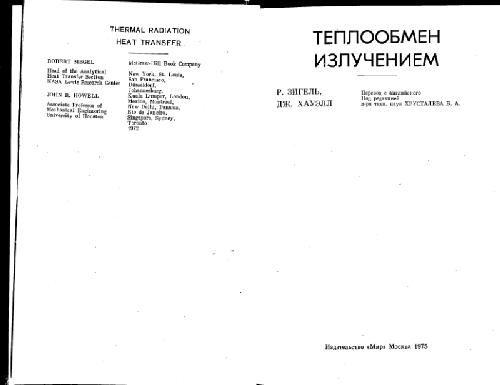 THERMAL RADIATION
HEAT TRANSFER
ROBERT SIEGEL
Head of the Analytical
Heat Transfer Section
NASA Lewis Research Center
JOHN R. HOWELL
Associate Professor of
Mechanical Engineering
University of Houston
McGraw-Hill Book Company
New York, St. Louis,
San Francisco,
Düsseldorf,
Johannesburg,
Kuala Lumpur, London,
Mexico, Montreal,
New Delhi, Panama,
Rio de Janeiro,
Singapore, Sydney,
Toronto
1972
ТЕПЛООБМЕН
ИЗЛУЧЕНИЕМ
Р. ЗИГЕЛЬ,
ДЖ. ХАУЭЛЛ
Перевод с английского
Под редакцией
д-ра техн. наук ХРУСТАЛЕВА Б. А.
Издательство «Мир» Москва 1975